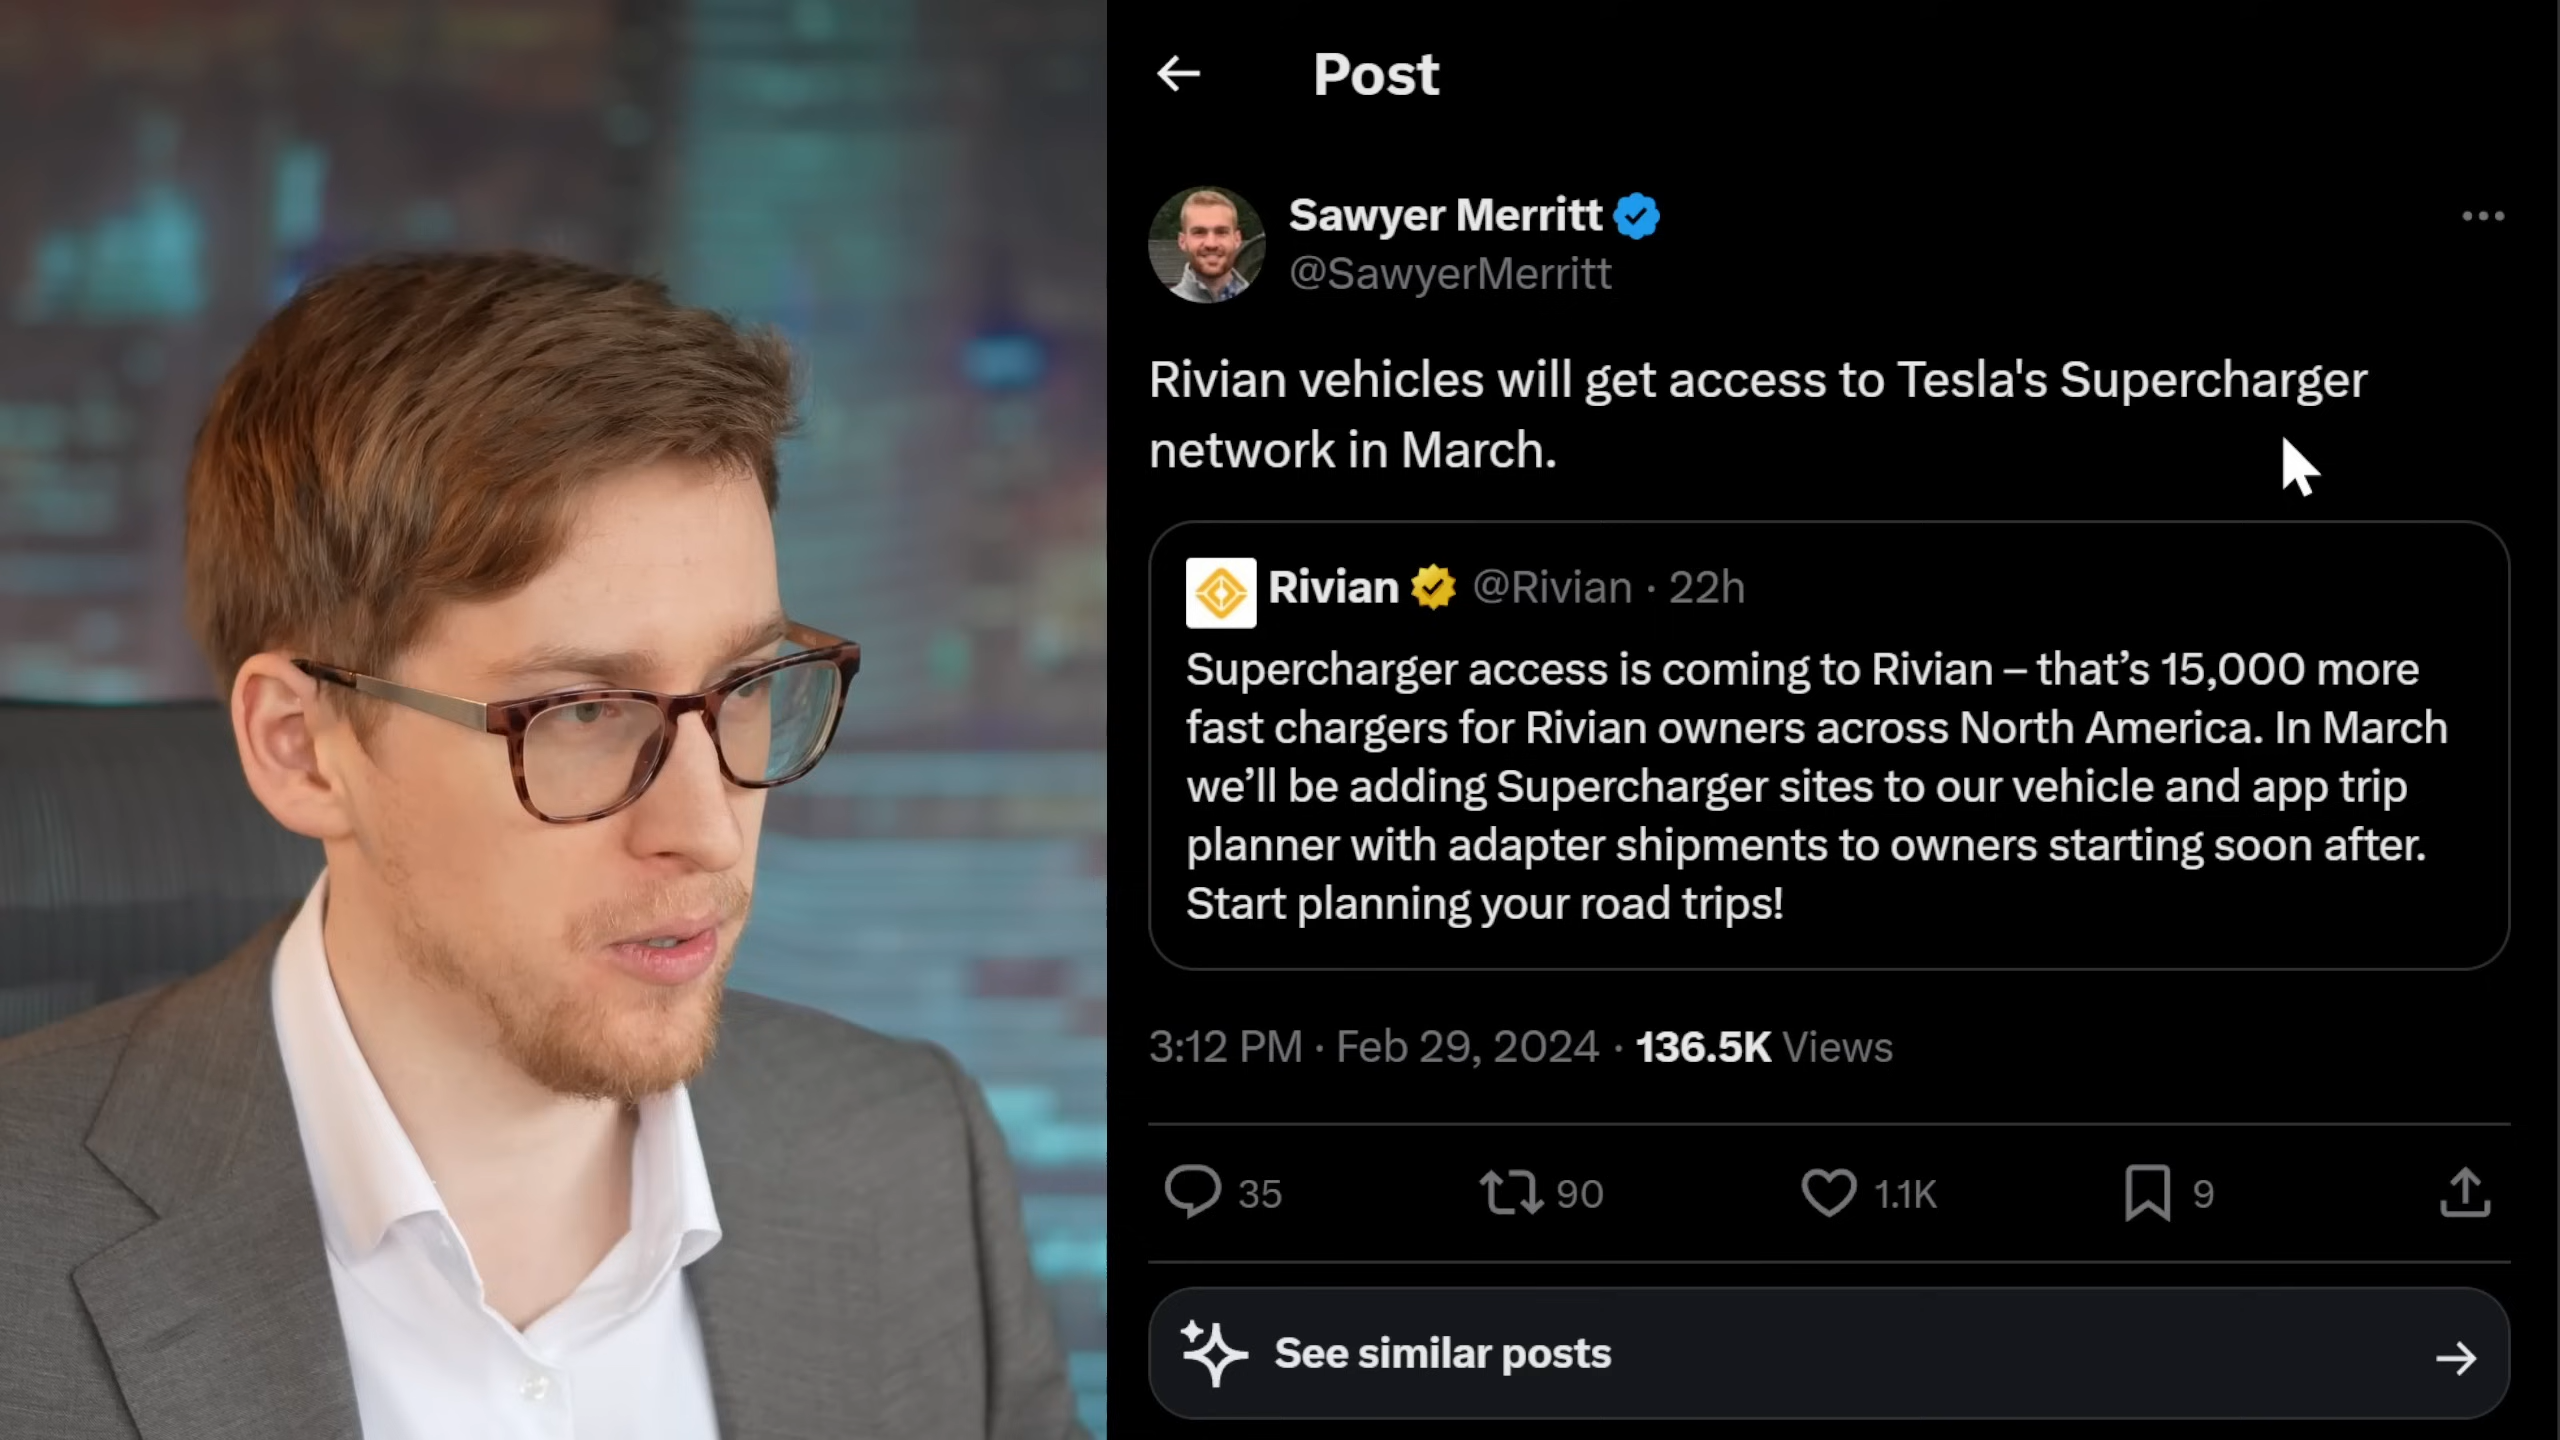 Post
Sawyer Merritt
@SawyerMerritt
Rivian vehicles will get access to Tesla's Supercharger
network in March.
Rivian @Rivian · 22h
Supercharger access is coming to Rivian – that’s 15,000 more
fast chargers for Rivian owners across North America. In March
we’ll be adding Supercharger sites to our vehicle and app trip
planner with adapter shipments to owners starting soon after.
Start planning your road trips!
3:12 PM · Feb 29, 2024 · 136.5K Views
35 90 1.1K 9
See similar posts